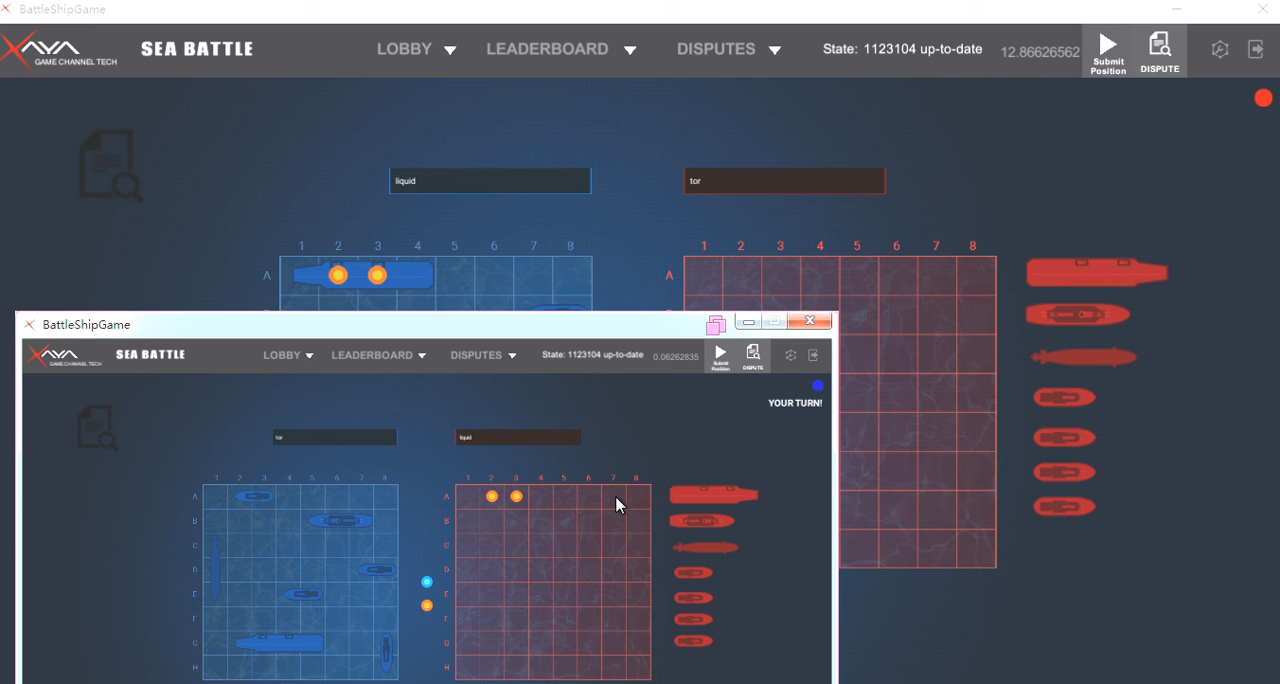 BattleShipGame
XAYA
GAME CHANNEL TECH
SEA BATTLE
LOBBY
LEADERBOARD
DISPUTES
State: 1123104 up-to-date
12.86626562
Submit
Position
DISPUTE
liquid
tor
1 2 3 4 5 6 7 8
1 2 3 4 5 6 7 8
A
A
BattleShipGame
XAYA
GAME CHANNEL TECH
SEA BATTLE
LOBBY
LEADERBOARD
DISPUTES
State: 1123104 up-to-date
0.06262835
Submit
Position
DISPUTE
YOUR TURN!
tor
liquid
1 2 3 4 5 6 7 8
1 2 3 4 5 6 7 8
A
A
B
B
C
C
D
D
E
E
F
F
G
G
H
H